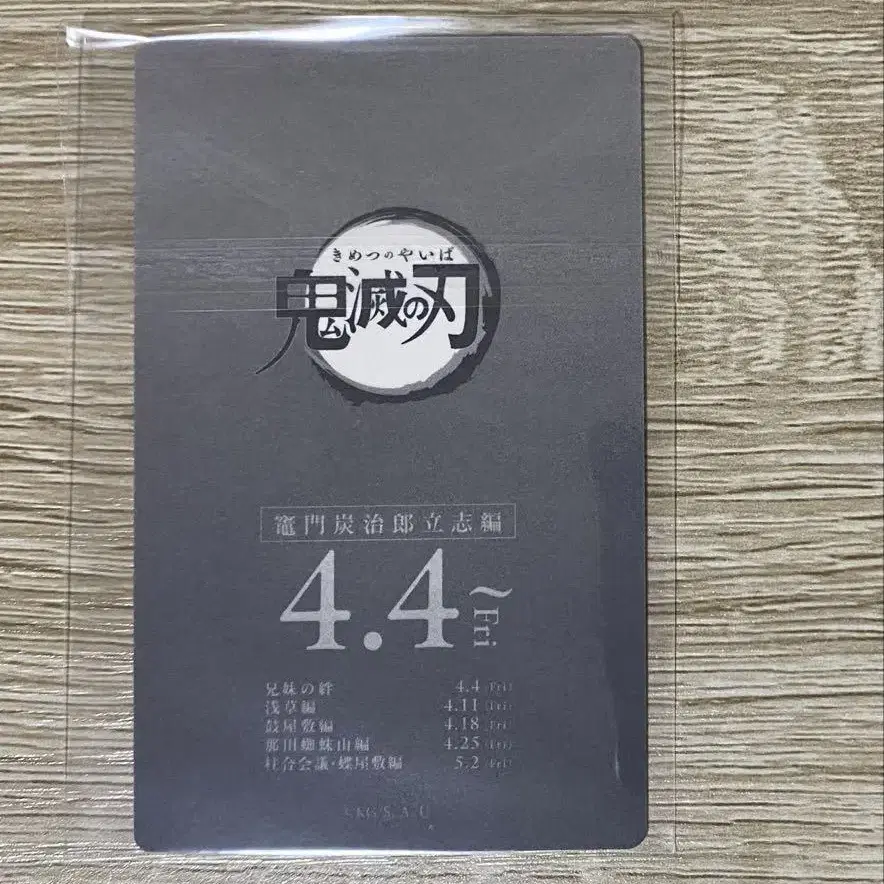 きめつのやいば
鬼滅の刃
竈門炭治郎立志編
4.4~Fri
兄妹の絆 4.4 (Fri)
浅草編 4.11 (Fri)
鼓屋敷編 4.18 (Fri)
那田蜘蛛山編 4.25 (Fri)
柱合会議・蝶屋敷編 5.2 (Fri)